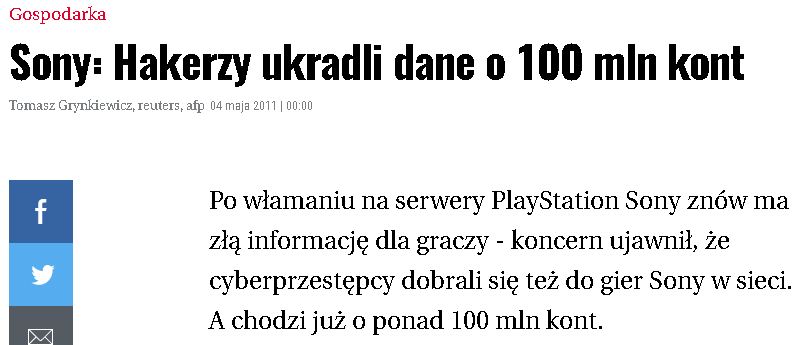 Gospodarka
Sony: Hakerzy ukradli dane o 100 mln kont
Tomasz Grynkiewicz, reuters, afp 04 maja 2011 | 00:00
Po włamaniu na serwery PlayStation Sony znów ma
złą informację dla graczy - koncern ujawnił, że
cyberprzestępcy dobrali się też do gier Sony w sieci.
A chodzi już o ponad 100 mln kont.